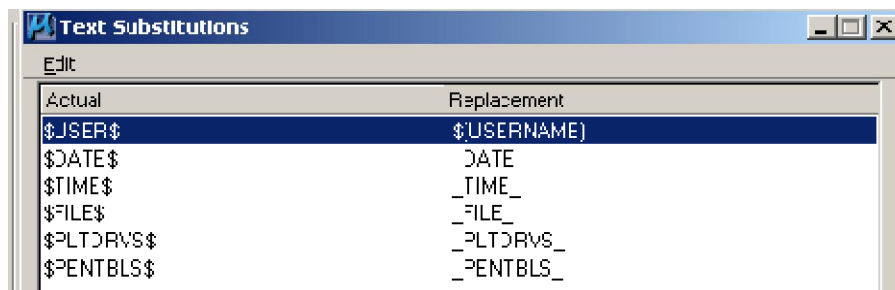 Text Substitutions
Edit
Actual Replacement
$USER$ $(USERNAME)
$DATE$ _DATE_
$TIME$ _TIME_
$FILE$ _FILE_
$PLTDRVS$ _PLTDRVS_
$PENTBLS$ _PENTBLS_